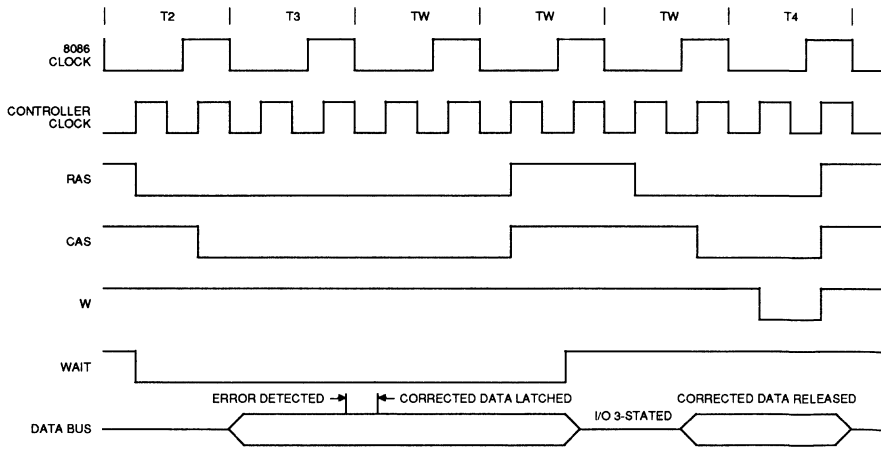 T2 T3 TW TW TW T4
8086
CLOCK
CONTROLLER
CLOCK
RAS
CAS
W
WAIT
ERROR DETECTED CORRECTED DATA LATCHED
I/O 3-STATED
CORRECTED DATA RELEASED
DATA BUS